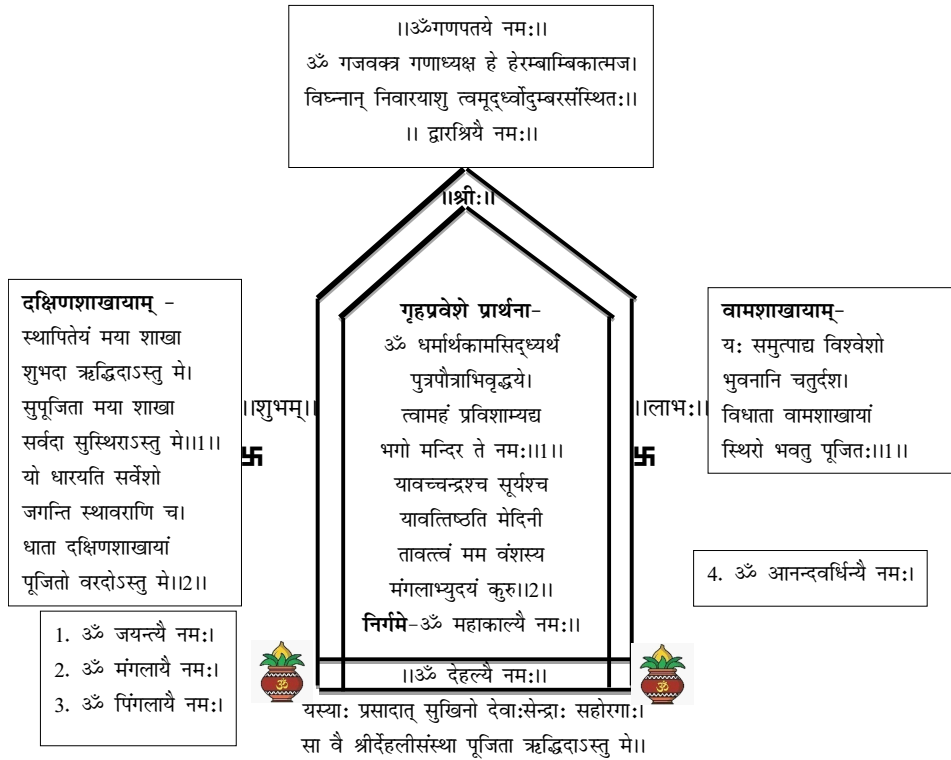 ।।ॐगणपतये नम:।।
ॐ गजवक्त्र गणाध्यक्ष हे हेरम्बाम्बिकात्मज।
विघ्नान् निवारयाशु त्वमूर्द्ध्वोदुम्बरसंस्थित:।।
।। द्वारश्रियै नम:।।
।।श्री:।।
दक्षिणशाखायाम् -
स्थापितेयं मया शाखा
शुभदा ऋद्धिदाऽस्तु मे।
सुपूजिता मया शाखा
सर्वदा सुस्थिराऽस्तु मे।।1।।
यो धारयति सर्वेशो
जगन्ति स्थावराणि च।
धाता दक्षिणशाखायां
पूजितो वरदोऽस्तु मे।।2।।
।।शुभम्।।
卐
गृहप्रवेशे प्रार्थना-
ॐ धर्मार्थकामसिद्ध्यर्थं
पुत्रपौत्राभिवृद्धये।
त्वामहं प्रविशाम्यद्य
भगो मन्दिर ते नम:।।1।।
यावच्चन्द्रश्च सूर्यश्च
यावत्तिष्ठति मेदिनी
तावत्त्वं मम वंशस्य
मंगलाभ्युदयं कुरु।।2।।
निर्गमे-ॐ महाकाल्यै नम:।।
।।लाभ:।।
卐
वामशाखायाम्-
य: समुत्पाद्य विश्वेशो
भुवनानि चतुर्दश।
विधाता वामशाखायां
स्थिरो भवतु पूजित:।।1।।
1. ॐ जयन्त्यै नम:।
2. ॐ मंगलायै नम:।
3. ॐ पिंगलायै नम:।
4. ॐ आनन्दवर्धिन्यै नम:।
ॐ
।।ॐ देहल्यै नम:।।
ॐ
यस्या: प्रसादात् सुखिनो देवा:सेन्द्रा: सहोरगा:।
सा वै श्रीर्देहलीसंस्था पूजिता ऋद्धिदाऽस्तु मे।।